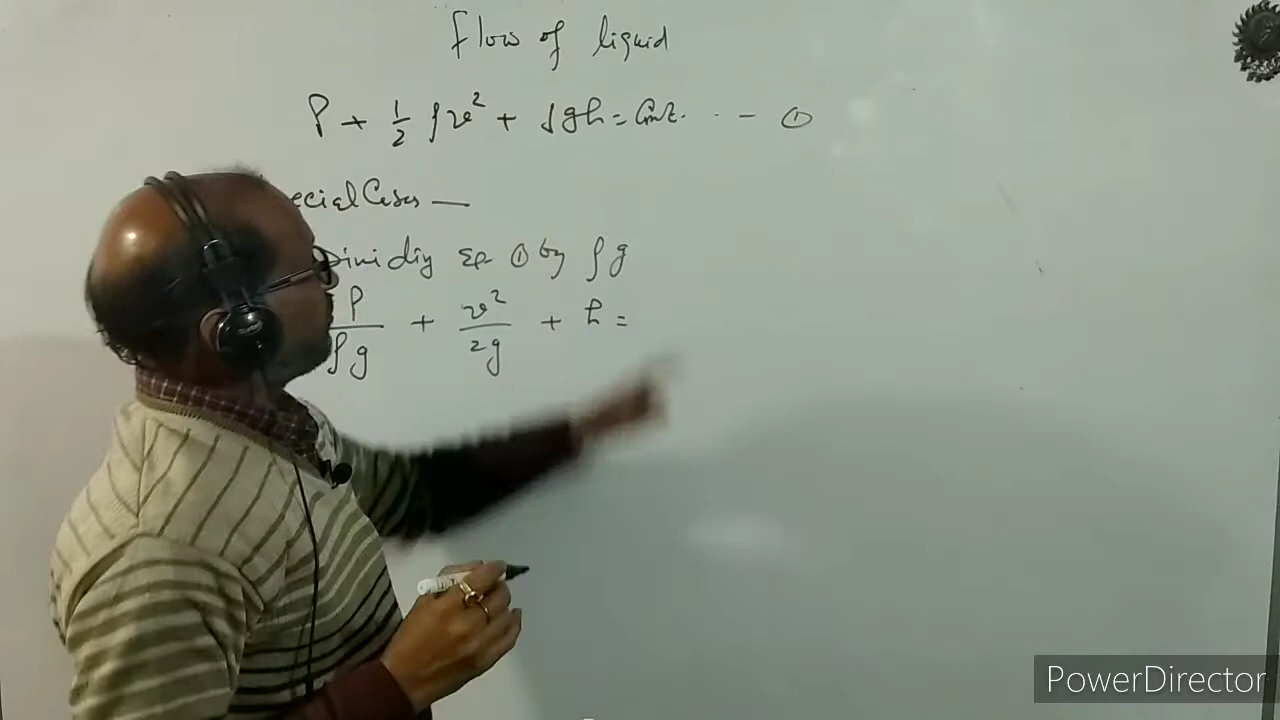 Flow of liquid
P + 1/2 ρv² + ρgh = Const. . . - ①
ecial Cases —
Dividing Eq. ① by ρg
P/ρg + v²/2g + h =
PowerDirector